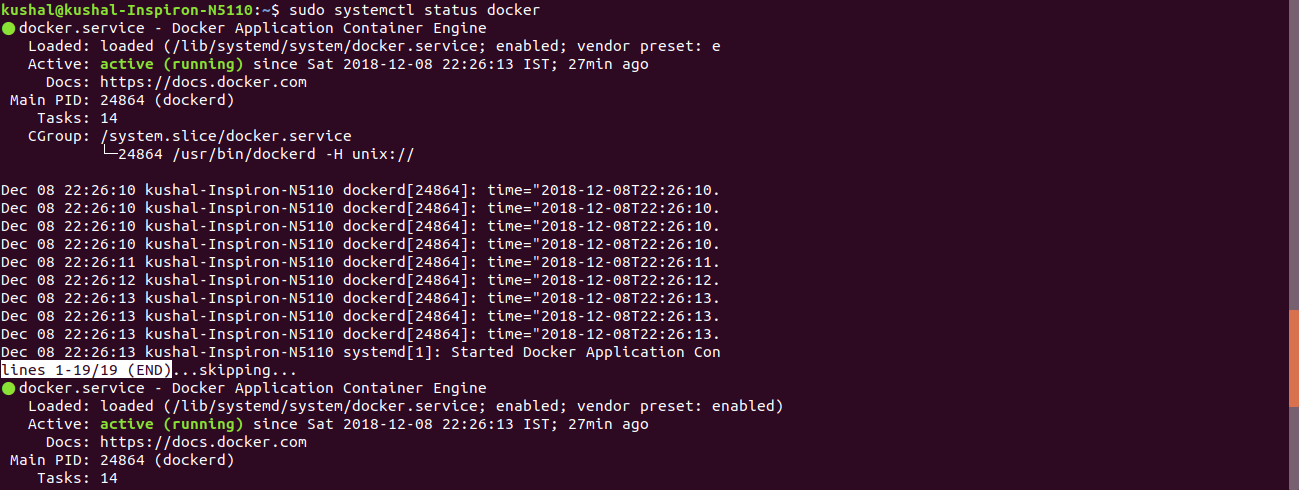 kushal@kushal-Inspiron-N5110:~$ sudo systemctl status docker
● docker.service - Docker Application Container Engine
   Loaded: loaded (/lib/systemd/system/docker.service; enabled; vendor preset: e
   Active: active (running) since Sat 2018-12-08 22:26:13 IST; 27min ago
     Docs: https://docs.docker.com
 Main PID: 24864 (dockerd)
    Tasks: 14
   CGroup: /system.slice/docker.service
           └─24864 /usr/bin/dockerd -H unix://

Dec 08 22:26:10 kushal-Inspiron-N5110 dockerd[24864]: time="2018-12-08T22:26:10.
Dec 08 22:26:10 kushal-Inspiron-N5110 dockerd[24864]: time="2018-12-08T22:26:10.
Dec 08 22:26:10 kushal-Inspiron-N5110 dockerd[24864]: time="2018-12-08T22:26:10.
Dec 08 22:26:10 kushal-Inspiron-N5110 dockerd[24864]: time="2018-12-08T22:26:10.
Dec 08 22:26:11 kushal-Inspiron-N5110 dockerd[24864]: time="2018-12-08T22:26:11.
Dec 08 22:26:12 kushal-Inspiron-N5110 dockerd[24864]: time="2018-12-08T22:26:12.
Dec 08 22:26:13 kushal-Inspiron-N5110 dockerd[24864]: time="2018-12-08T22:26:13.
Dec 08 22:26:13 kushal-Inspiron-N5110 dockerd[24864]: time="2018-12-08T22:26:13.
Dec 08 22:26:13 kushal-Inspiron-N5110 dockerd[24864]: time="2018-12-08T22:26:13.
Dec 08 22:26:13 kushal-Inspiron-N5110 systemd[1]: Started Docker Application Con
lines 1-19/19 (END)...skipping...
● docker.service - Docker Application Container Engine
   Loaded: loaded (/lib/systemd/system/docker.service; enabled; vendor preset: enabled)
   Active: active (running) since Sat 2018-12-08 22:26:13 IST; 27min ago
     Docs: https://docs.docker.com
 Main PID: 24864 (dockerd)
    Tasks: 14